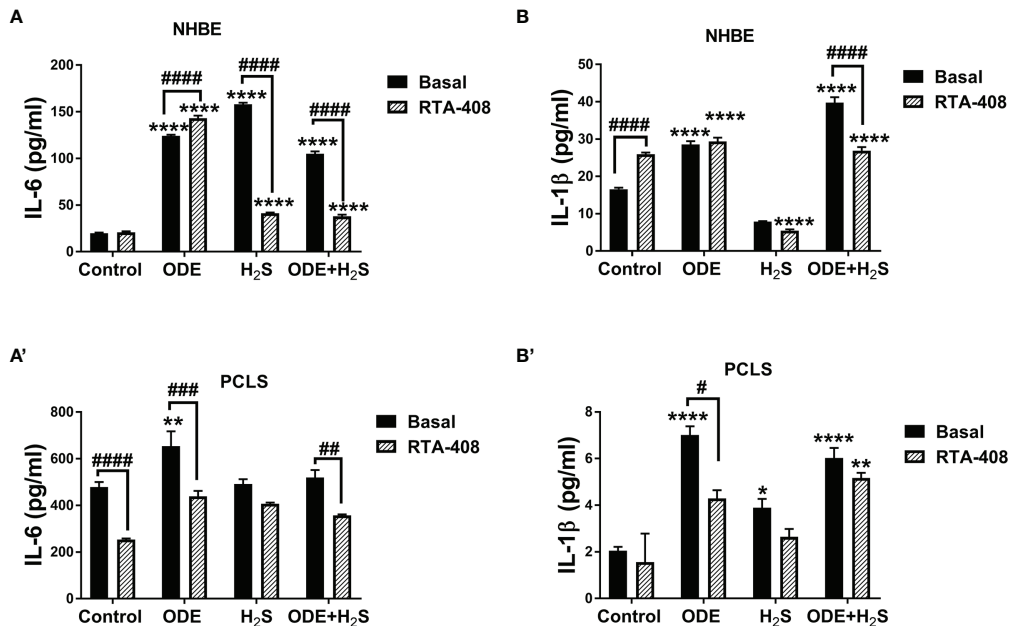 A
NHBE
IL-6 (pg/ml)
200
150
100
50
0
####
####
####
****
****
****
****
****
****
Control
ODE
H₂S
ODE+H₂S
Basal
RTA-408
B
NHBE
IL-1β (pg/ml)
50
40
30
20
10
0
####
####
****
****
****
****
****
Control
ODE
H₂S
ODE+H₂S
Basal
RTA-408
A'
PCLS
IL-6 (pg/ml)
800
600
400
200
0
####
###
##
**
Control
ODE
H₂S
ODE+H₂S
Basal
RTA-408
B'
PCLS
IL-1β (pg/ml)
8
6
4
2
0
#
****
*
****
**
Control
ODE
H₂S
ODE+H₂S
Basal
RTA-408